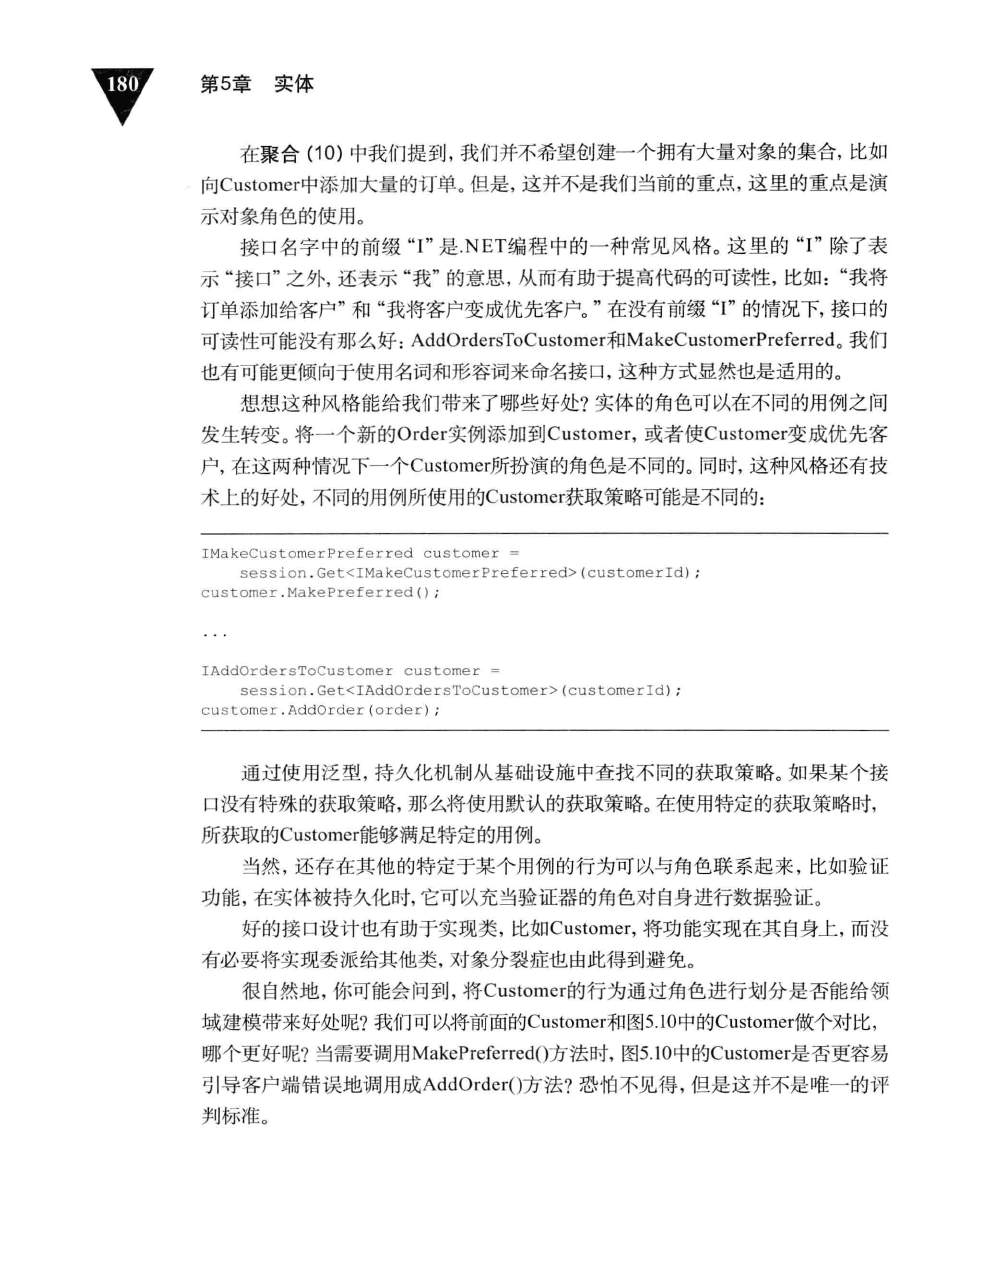 180 第5章 实体
在聚合（10）中我们提到，我们并不希望创建一个拥有大量对象的集合，比如
向Customer中添加大量的订单。但是，这并不是我们当前的重点，这里的重点是演
示对象角色的使用。
接口名字中的前缀“I”是.NET编程中的一种常见风格。这里的“I”除了表
示“接口”之外，还表示“我”的意思，从而有助于提高代码的可读性，比如：“我将
订单添加给客户”和“我将客户变成优先客户。”在没有前缀“I”的情况下，接口的
可读性可能没有那么好：AddOrdersToCustomer和MakeCustomerPreferred。我们
也有可能更倾向于使用名词和形容词来命名接口，这种方式显然也是适用的。
想想这种风格能给我们带来了哪些好处？实体的角色可以在不同的用例之间
发生转变。将一个新的Order实例添加到Customer，或者使Customer变成优先客
户，在这两种情况下一个Customer所扮演的角色是不同的。同时，这种风格还有技
术上的好处，不同的用例所使用的Customer获取策略可能是不同的：
IMakeCustomerPreferred customer =
session.Get<IMakeCustomerPreferred>(customerId);
customer.MakePreferred();
...
IAddOrdersToCustomer customer =
session.Get<IAddOrdersToCustomer>(customerId);
customer.AddOrder(order);
通过使用泛型，持久化机制从基础设施中查找不同的获取策略。如果某个接
口没有特殊的获取策略，那么将使用默认的获取策略。在使用特定的获取策略时，
所获取的Customer能够满足特定的用例。
当然，还存在其他的特定于某个用例的行为可以与角色联系起来，比如验证
功能，在实体被持久化时，它可以充当验证器的角色对自身进行数据验证。
好的接口设计也有助于实现类，比如Customer，将功能实现在其自身上，而没
有必要将实现委派给其他类，对象分裂症也由此得到避免。
很自然地，你可能会问到，将Customer的行为通过角色进行划分是否能给领
域建模带来好处呢？我们可以将前面的Customer和图5.10中的Customer做个对比，
哪个更好呢？当需要调用MakePreferred()方法时，图5.10中的Customer是否更容易
引导客户端错误地调用成AddOrder()方法？恐怕不见得，但是这并不是唯一的评
判标准。